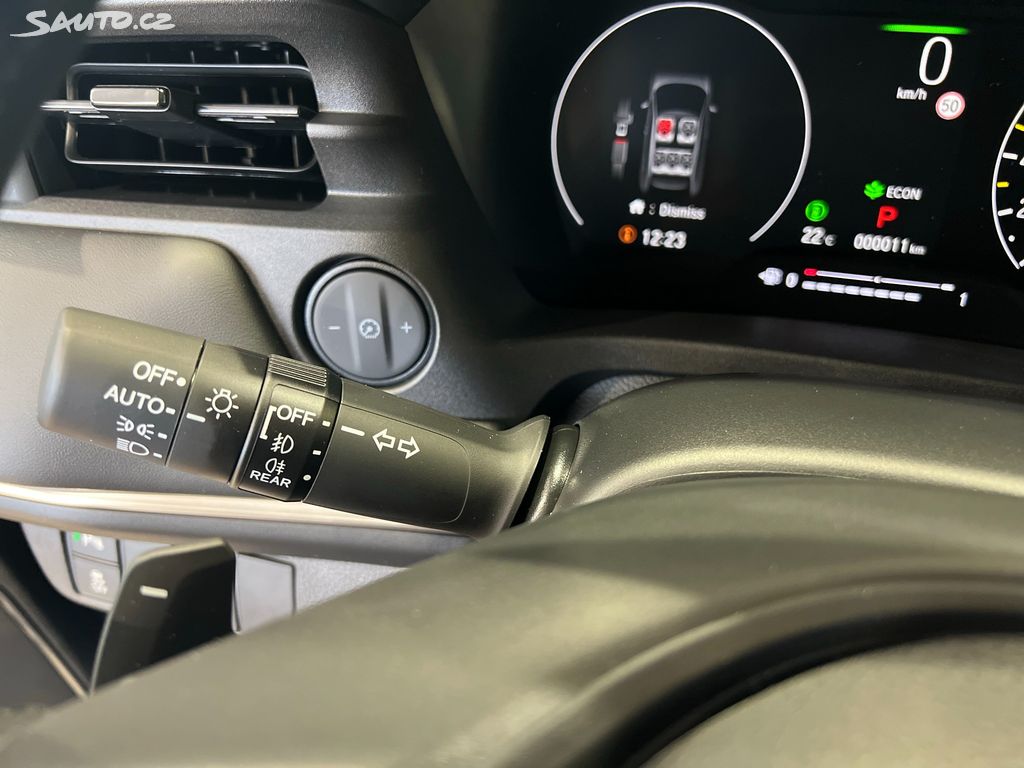 Sauto.cz
0
km/h
50
: Dismiss
ECON
P
12:23
22°C
000011 km
0
1
- +
OFF
AUTO
OFF
REAR